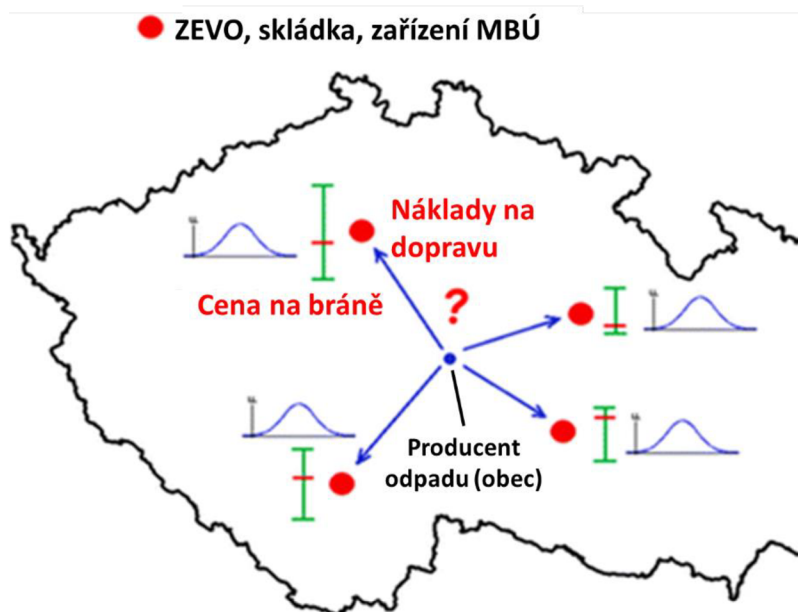 ZEVO, skládka, zařízení MBÚ
Náklady na
dopravu
Cena na bráně
?
Producent
odpadu (obec)